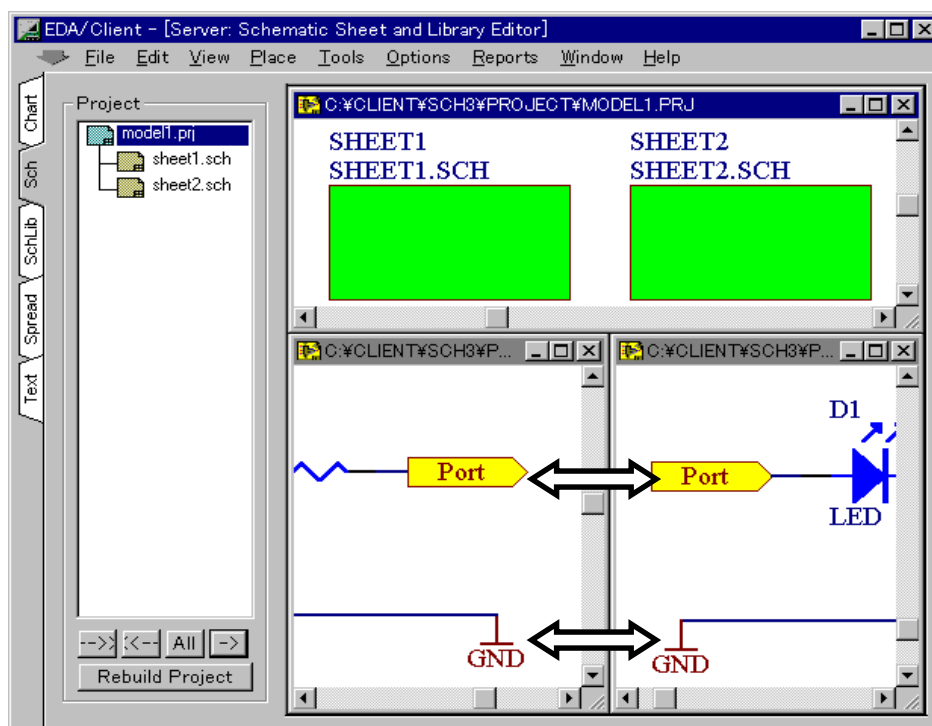 EDA/Client - [Server: Schematic Sheet and Library Editor]
File Edit View Place Tools Options Reports Window Help
Chart
Sch
SchLib
Spread
Text
Project
model1.prj
sheet1.sch
sheet2.sch
-->> <<-- All ->
Rebuild Project
C:¥CLIENT¥SCH3¥PROJECT¥MODEL1.PRJ
SHEET1
SHEET1.SCH
SHEET2
SHEET2.SCH
C:¥CLIENT¥SCH3¥P...
Port
GND
C:¥CLIENT¥SCH3¥P...
D1
Port
LED
GND